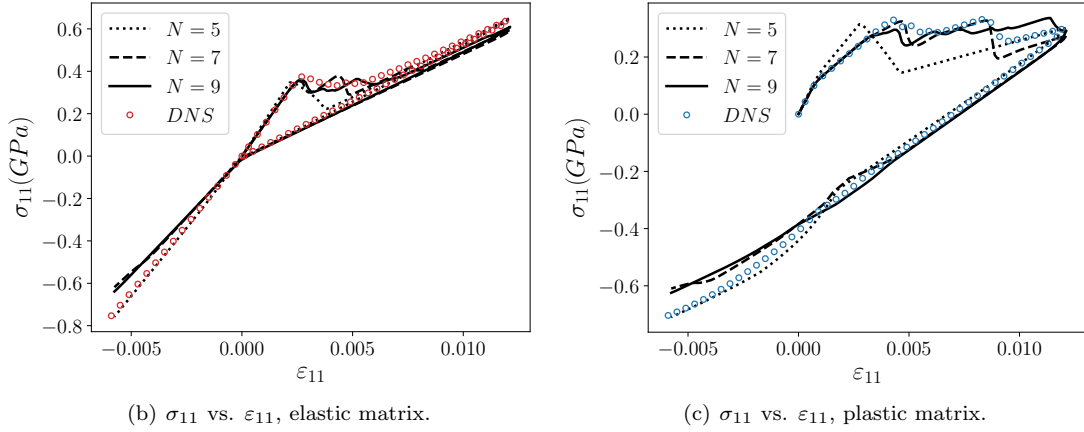 0.6
0.4
0.2
0.0
−0.2
−0.4
−0.6
−0.8
σ₁₁(GPa)
N = 5
N = 7
N = 9
DNS
−0.005
0.000
0.005
0.010
ε₁₁
(b) σ₁₁ vs. ε₁₁, elastic matrix.
0.2
0.0
−0.2
−0.4
−0.6
σ₁₁(GPa)
N = 5
N = 7
N = 9
DNS
−0.005
0.000
0.005
0.010
ε₁₁
(c) σ₁₁ vs. ε₁₁, plastic matrix.